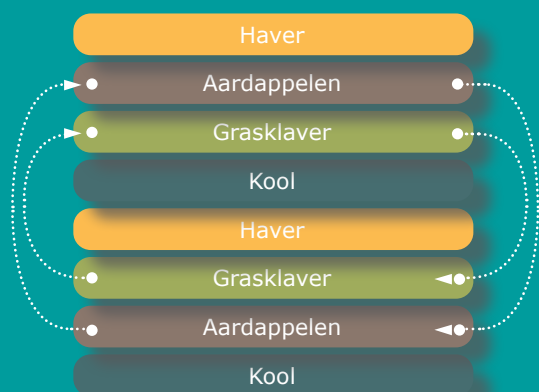 Haver
Aardappelen
Grasklaver
Kool
Haver
Grasklaver
Aardappelen
Kool